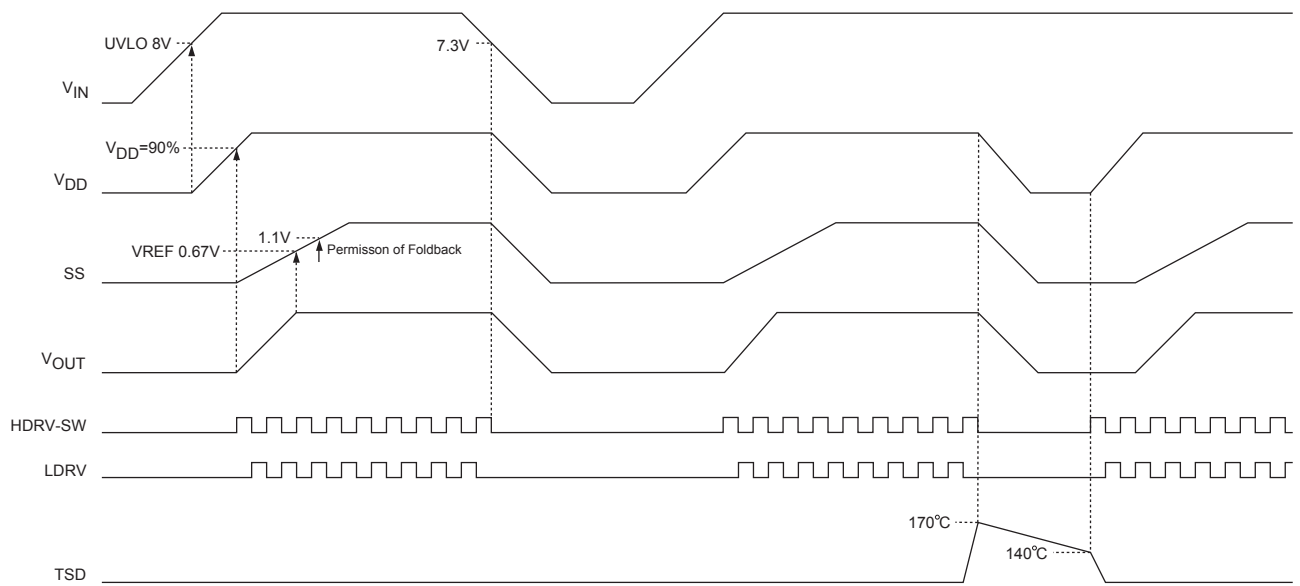 UVLO 8V
7.3V
VIN
VDD=90%
VDD
1.1V
VREF 0.67V
Permisson of Foldback
SS
VOUT
HDRV-SW
LDRV
170°C
140°C
TSD